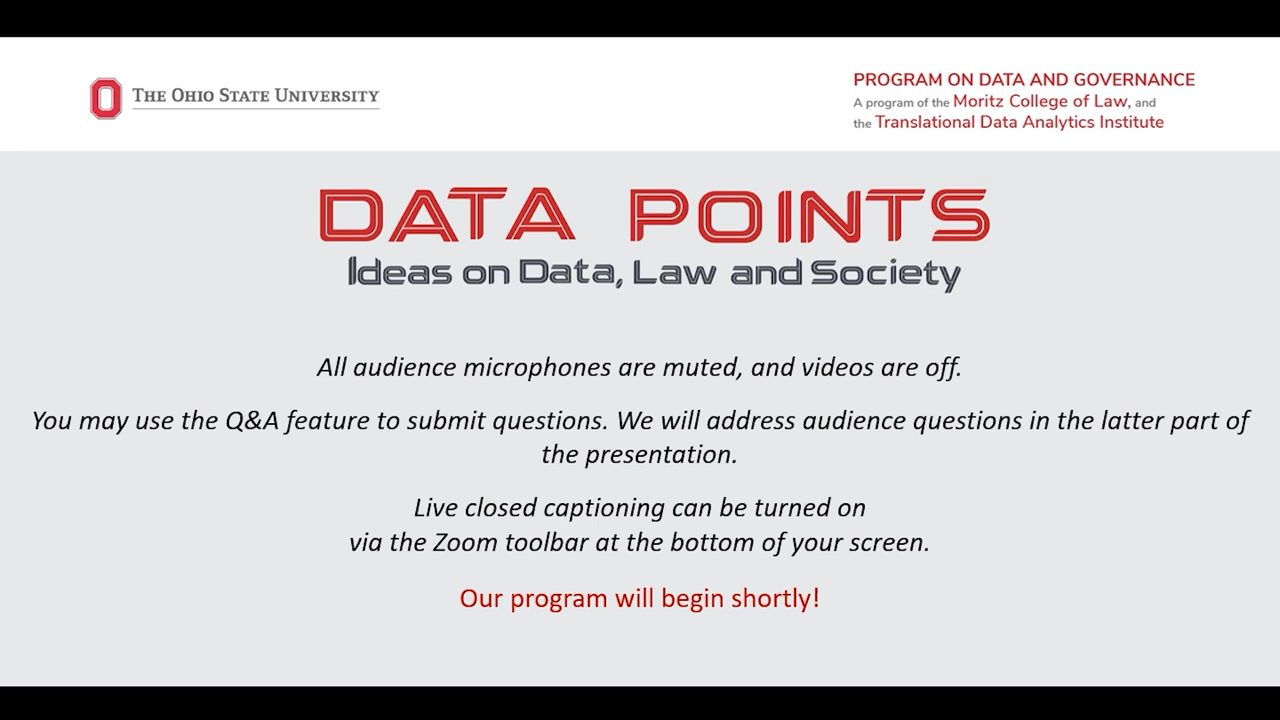 THE OHIO STATE UNIVERSITY
PROGRAM ON DATA AND GOVERNANCE
A program of the Moritz College of Law, and
the Translational Data Analytics Institute
DATA POINTS
Ideas on Data, Law and Society
All audience microphones are muted, and videos are off.
You may use the Q&A feature to submit questions. We will address audience questions in the latter part of
the presentation.
Live closed captioning can be turned on
via the Zoom toolbar at the bottom of your screen.
Our program will begin shortly!